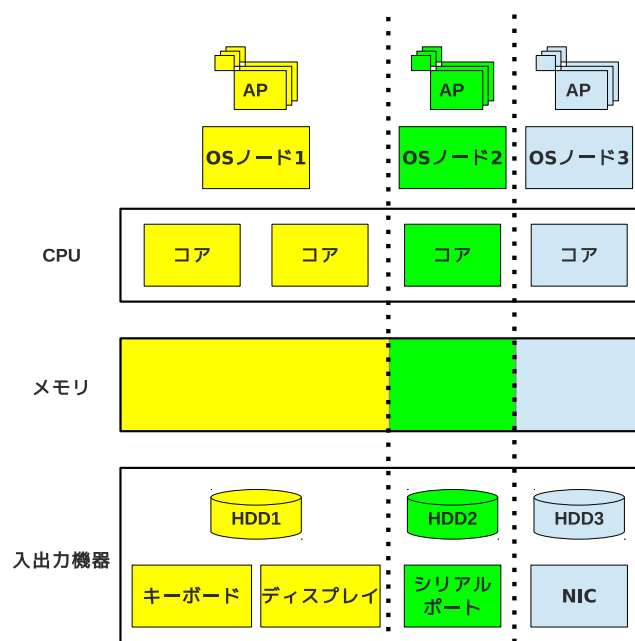 AP
AP
AP
OSノード1
OSノード2
OSノード3
CPU
コア
コア
コア
コア
メモリ
HDD1
HDD2
HDD3
入出力機器
キーボード
ディスプレイ
シリアル
ポート
NIC